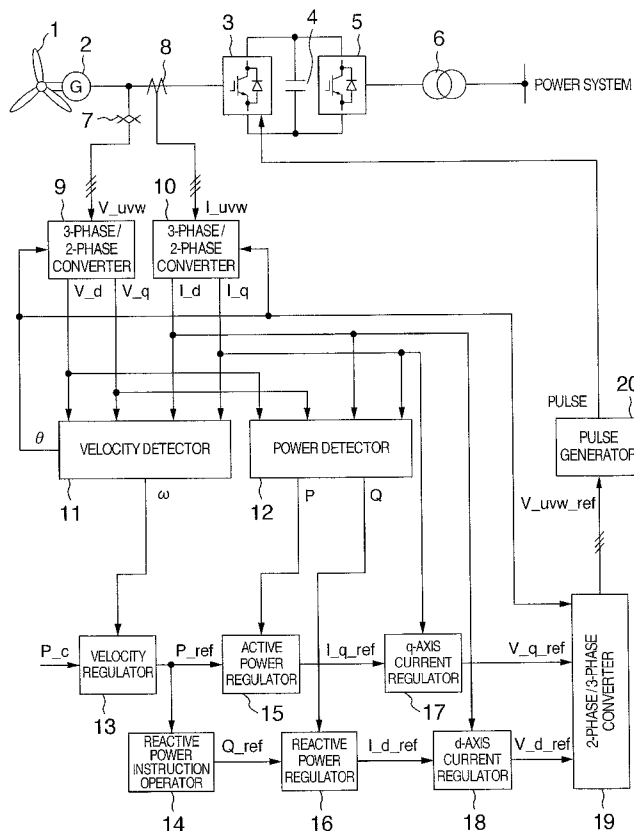 1
2
G
7
8
3
4
5
6
POWER SYSTEM
9
V_uvw
3-PHASE/
2-PHASE
CONVERTER
V_d
V_q
10
I_uvw
3-PHASE/
2-PHASE
CONVERTER
I_d
I_q
θ
VELOCITY DETECTOR
11
ω
POWER DETECTOR
12
P
Q
PULSE
20
PULSE
GENERATOR
V_uvw_ref
P_c
VELOCITY
REGULATOR
13
P_ref
ACTIVE
POWER
REGULATOR
15
I_q_ref
q-AXIS
CURRENT
REGULATOR
17
V_q_ref
REACTIVE
POWER
INSTRUCTION
OPERATOR
14
Q_ref
REACTIVE
POWER
REGULATOR
16
I_d_ref
d-AXIS
CURRENT
REGULATOR
18
V_d_ref
2-PHASE/3-PHASE
CONVERTER
19